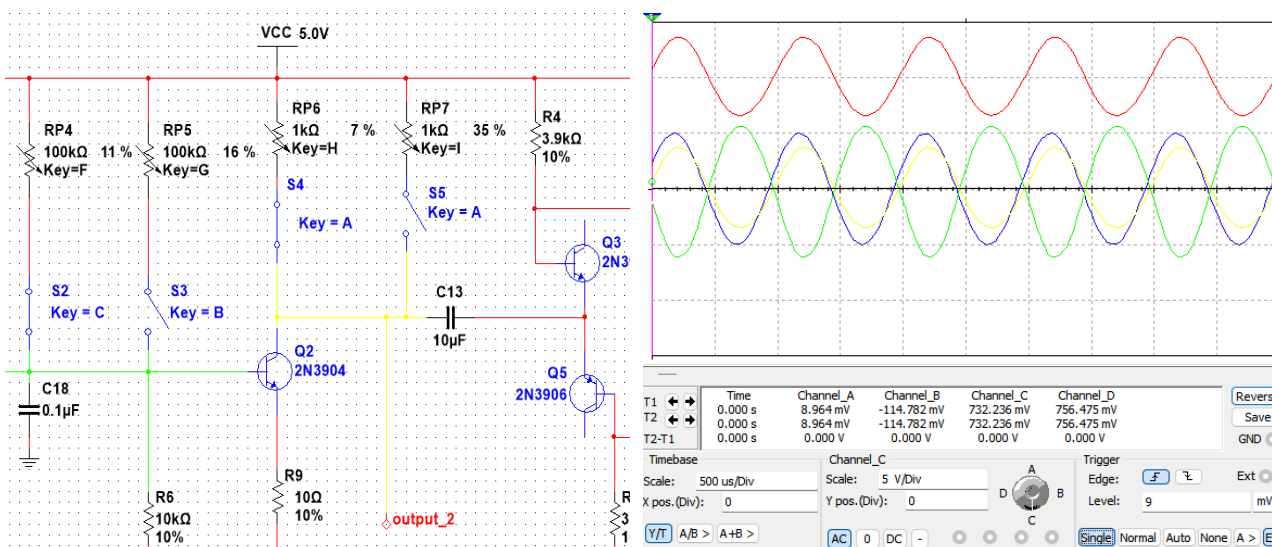 VCC 5.0V
RP4
100kΩ 11 %
Key=F
RP5
100kΩ 16 %
Key=G
RP6
1kΩ 7 %
Key=H
RP7
1kΩ 35 %
Key=I
R4
3.9kΩ
10%
S4
Key = A
S5
Key = A
Q3
2N3
S2
Key = C
S3
Key = B
C13
10µF
Q2
2N3904
Q5
2N3906
C18
0.1µF
R6
10kΩ
10%
R9
10Ω
10%
output_2
R
3
1
T1
T2
T2-T1
Time Channel_A Channel_B Channel_C Channel_D
0.000 s 8.964 mV -114.782 mV 732.236 mV 756.475 mV
0.000 s 8.964 mV -114.782 mV 732.236 mV 756.475 mV
0.000 s 0.000 V 0.000 V 0.000 V 0.000 V
Revers
Save
GND
Timebase
Scale: 500 us/Div
X pos.(Div): 0
Y/T A/B > A+B >
Channel_C
Scale: 5 V/Div
Y pos.(Div): 0
AC 0 DC -
A
D B
C
Trigger
Edge: Ext
Level: 9 mV
Single Normal Auto None A > E